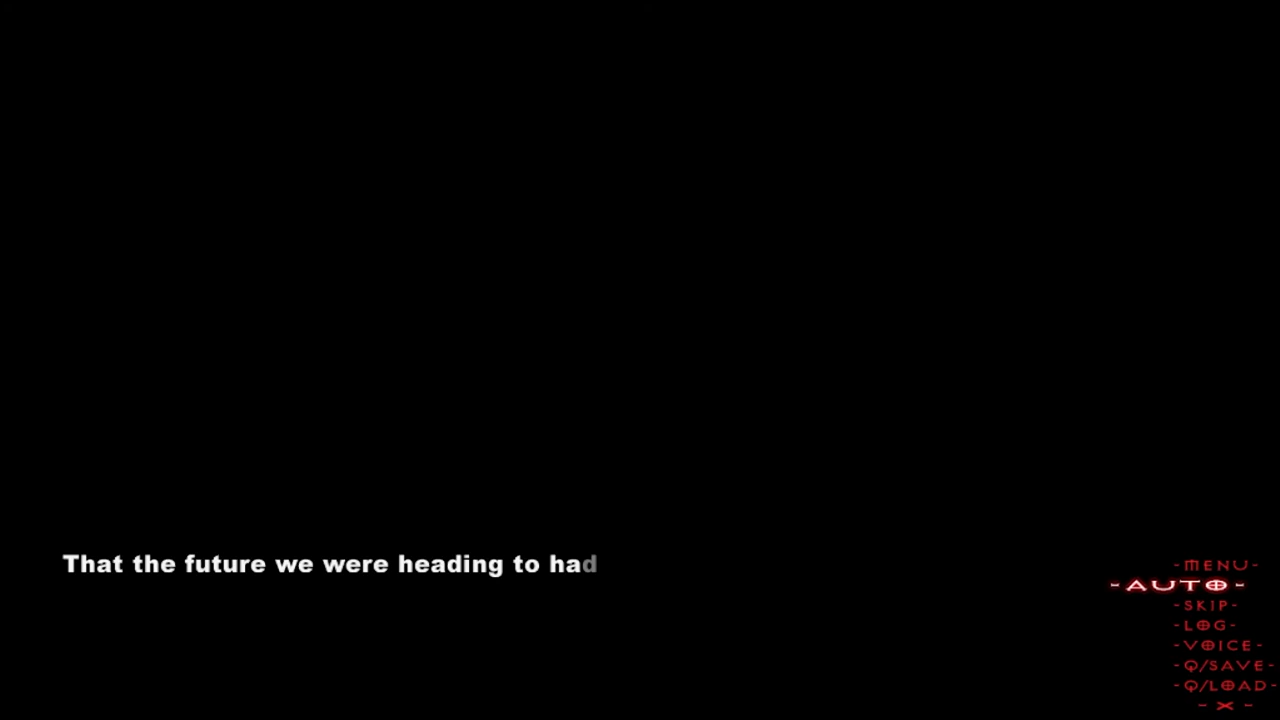 That the future we were heading to had
-MENU-
-AUTO-
-SKIP-
-LOG-
-VOICE-
-Q/SAVE-
-Q/LOAD-
-X-